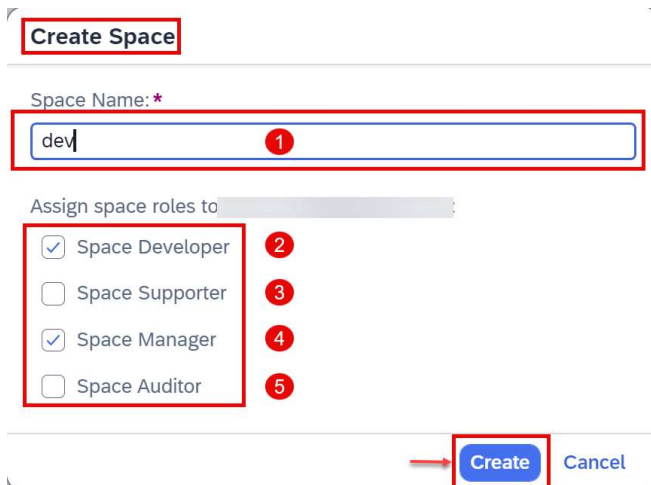 Create Space
Space Name:*
dev 1
Assign space roles to :
Space Developer 2
Space Supporter 3
Space Manager 4
Space Auditor 5
Create Cancel